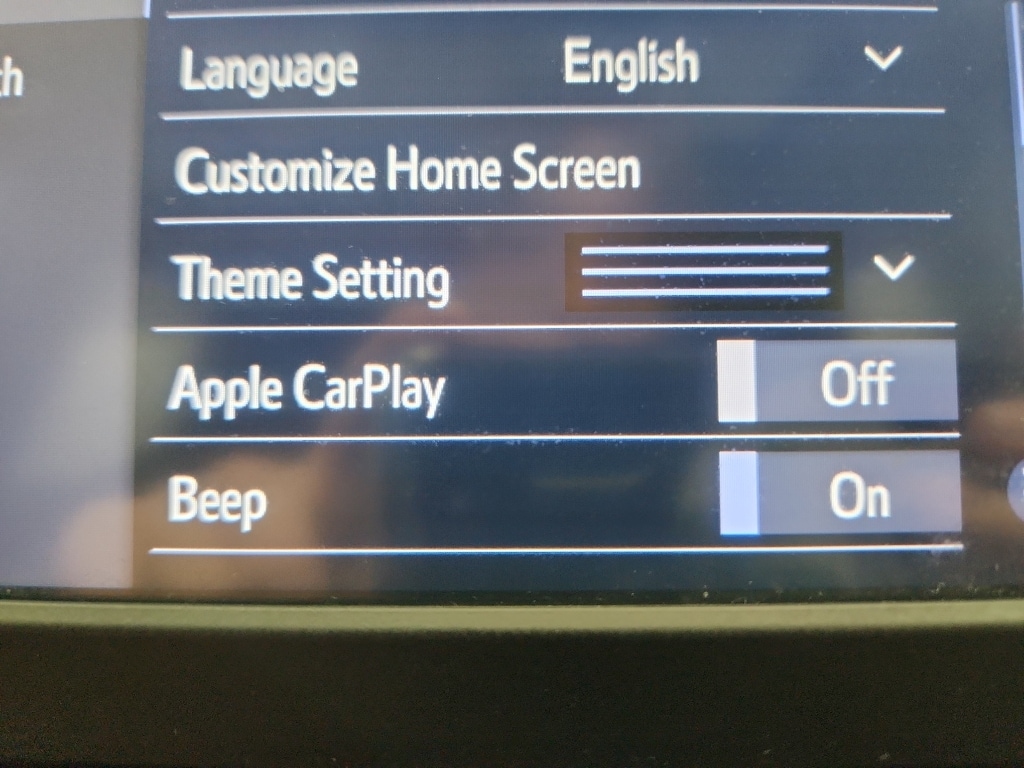 Language English
Customize Home Screen
Theme Setting
Apple CarPlay Off
Beep On